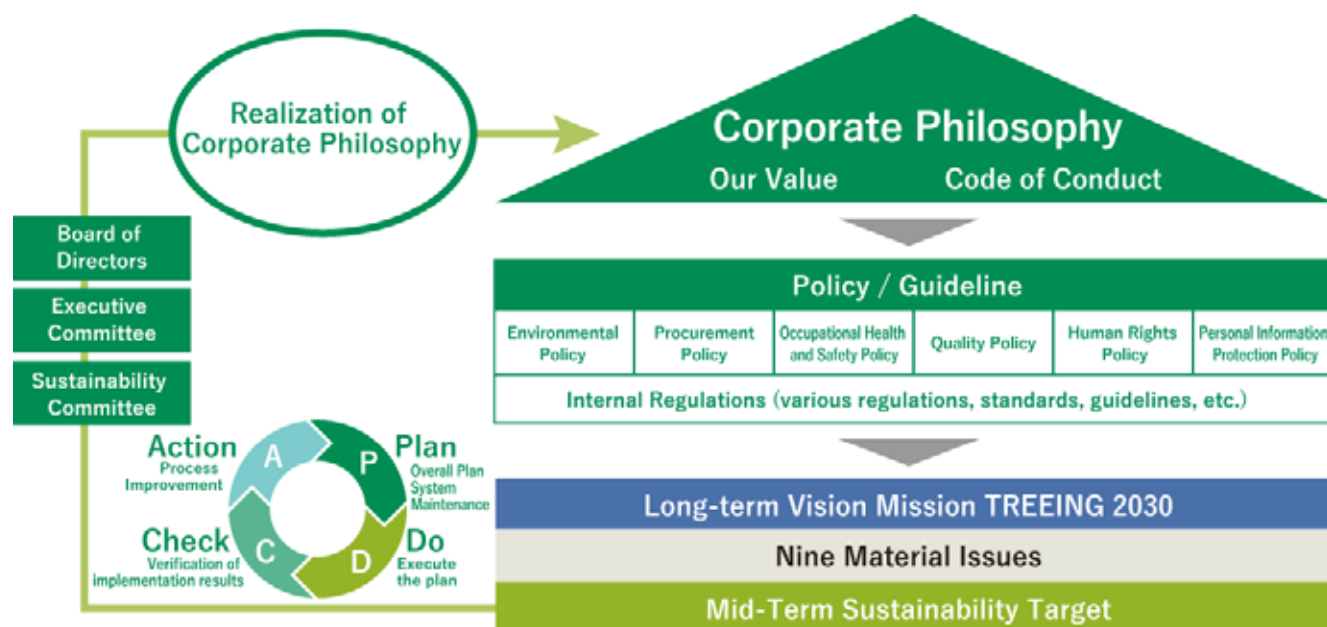 Realization of
Corporate Philosophy
Corporate Philosophy
Our Value
Code of Conduct
Board of
Directors
Executive
Committee
Sustainability
Committee
Policy / Guideline
Environmental
Policy
Procurement
Policy
Occupational Health
and Safety Policy
Quality Policy
Human Rights
Policy
Personal Information
Protection Policy
Internal Regulations (various regulations, standards, guidelines, etc.)
Action
Process
Improvement
A
P
Plan
Overall Plan
System
Maintenance
Check
Verification of
implementation results
C
D
Do
Execute
the plan
Long-term Vision Mission TREEING 2030
Nine Material Issues
Mid-Term Sustainability Target